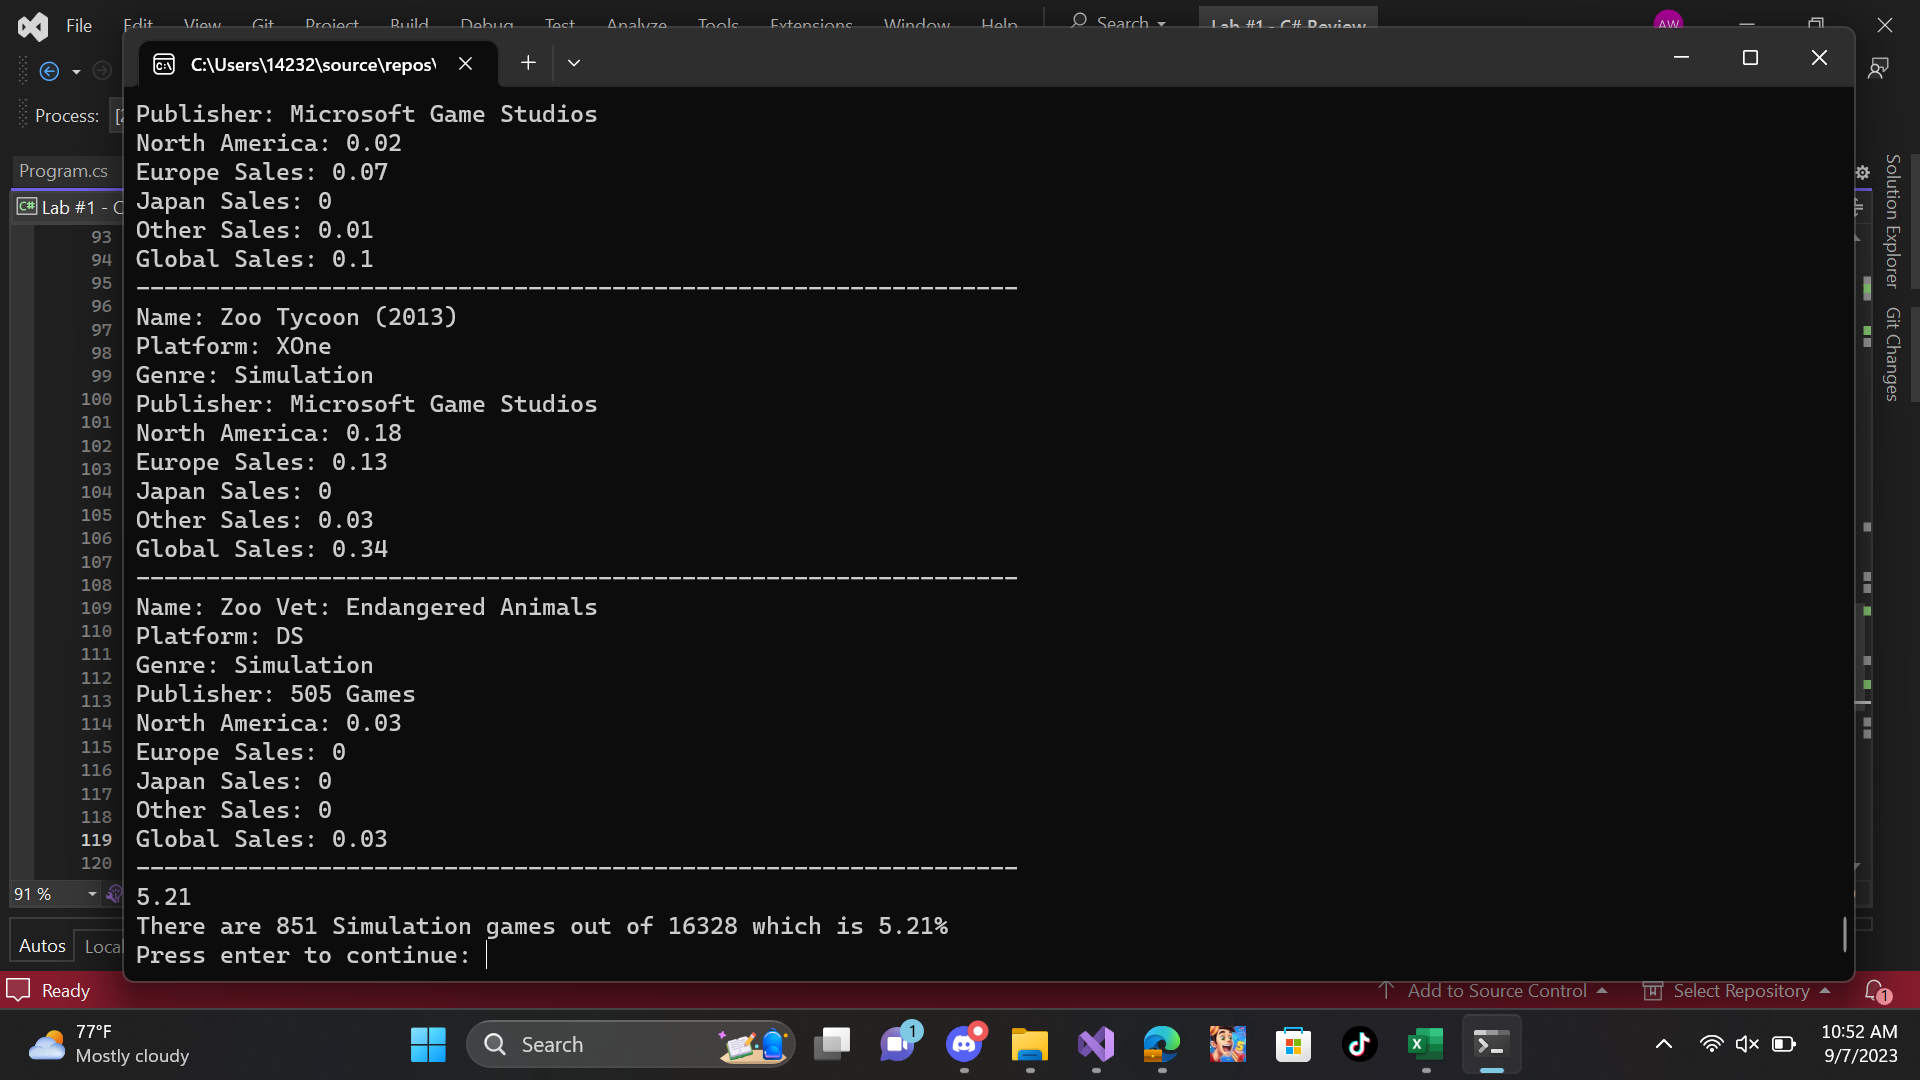 File Edit View Git Project Build Debug Test Analyze Tools Extensions Window Help Search Lab #1 - C# Review AW
C:\Users\14232\source\repos\
Process:
Program.cs
C# Lab #1 -
93
94
95
96
97
98
99
100
101
102
103
104
105
106
107
108
109
110
111
112
113
114
115
116
117
118
119
120
91 %
Autos
Ready
Publisher: Microsoft Game Studios
North America: 0.02
Europe Sales: 0.07
Japan Sales: 0
Other Sales: 0.01
Global Sales: 0.1
---------------------------------------------------------------
Name: Zoo Tycoon (2013)
Platform: XOne
Genre: Simulation
Publisher: Microsoft Game Studios
North America: 0.18
Europe Sales: 0.13
Japan Sales: 0
Other Sales: 0.03
Global Sales: 0.34
---------------------------------------------------------------
Name: Zoo Vet: Endangered Animals
Platform: DS
Genre: Simulation
Publisher: 505 Games
North America: 0.03
Europe Sales: 0
Japan Sales: 0
Other Sales: 0
Global Sales: 0.03
---------------------------------------------------------------
5.21
There are 851 Simulation games out of 16328 which is 5.21%
Press enter to continue:
Solution Explorer
Git Changes
Add to Source Control
Select Repository
1
77°F
Mostly cloudy
Search
1
10:52 AM
9/7/2023